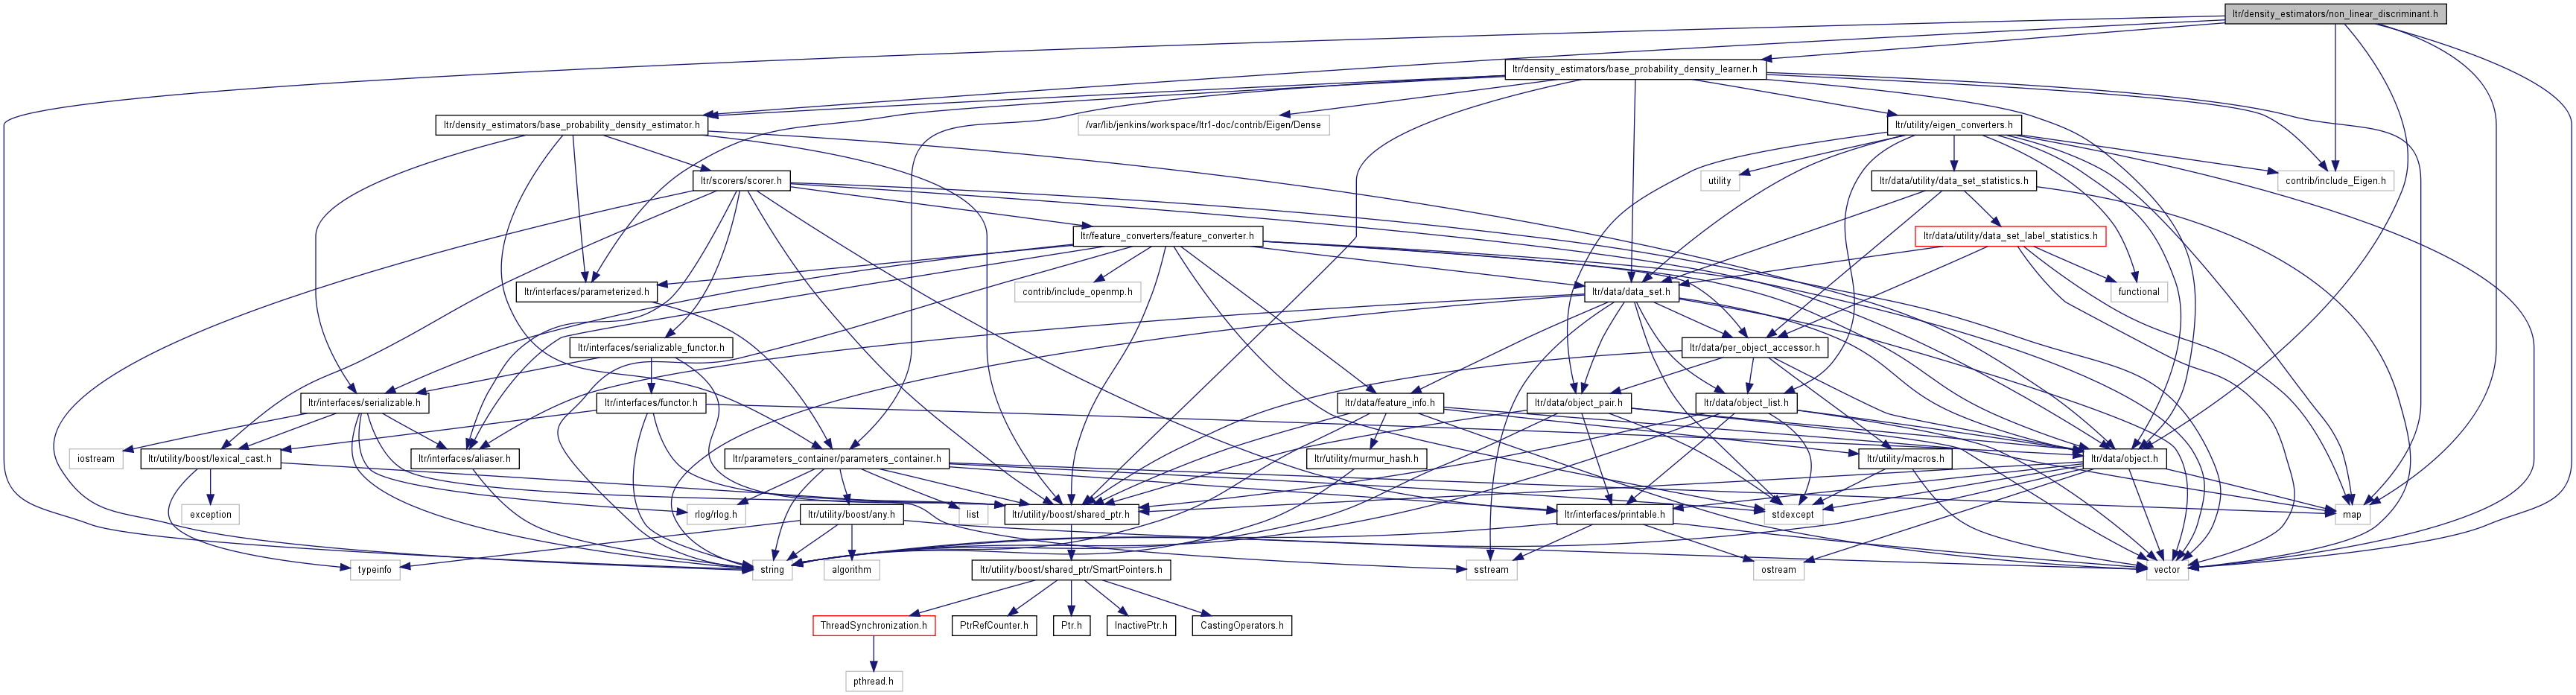 ltr/density_estimators/non_linear_discriminant.h
ltr/density_estimators/base_probability_density_learner.h
ltr/density_estimators/base_probability_density_estimator.h
/var/lib/jenkins/workspace/ltr1-doc/contrib/Eigen/Dense
ltr/utility/eigen_converters.h
ltr/scorers/scorer.h
utility
ltr/data/utility/data_set_statistics.h
contrib/include_Eigen.h
ltr/feature_converters/feature_converter.h
ltr/data/utility/data_set_label_statistics.h
ltr/interfaces/parameterized.h
contrib/include_openmp.h
ltr/data/data_set.h
functional
ltr/interfaces/serializable_functor.h
ltr/data/per_object_accessor.h
ltr/interfaces/serializable.h
ltr/interfaces/functor.h
ltr/data/feature_info.h
ltr/data/object_pair.h
ltr/data/object_list.h
iostream
ltr/utility/boost/lexical_cast.h
ltr/interfaces/aliaser.h
ltr/parameters_container/parameters_container.h
ltr/utility/murmur_hash.h
ltr/utility/macros.h
ltr/data/object.h
exception
rlog/rlog.h
ltr/utility/boost/any.h
list
ltr/utility/boost/shared_ptr.h
ltr/interfaces/printable.h
stdexcept
map
typeinfo
string
algorithm
ltr/utility/boost/shared_ptr/SmartPointers.h
sstream
ostream
vector
ThreadSynchronization.h
PtrRefCounter.h
Ptr.h
InactivePtr.h
CastingOperators.h
pthread.h